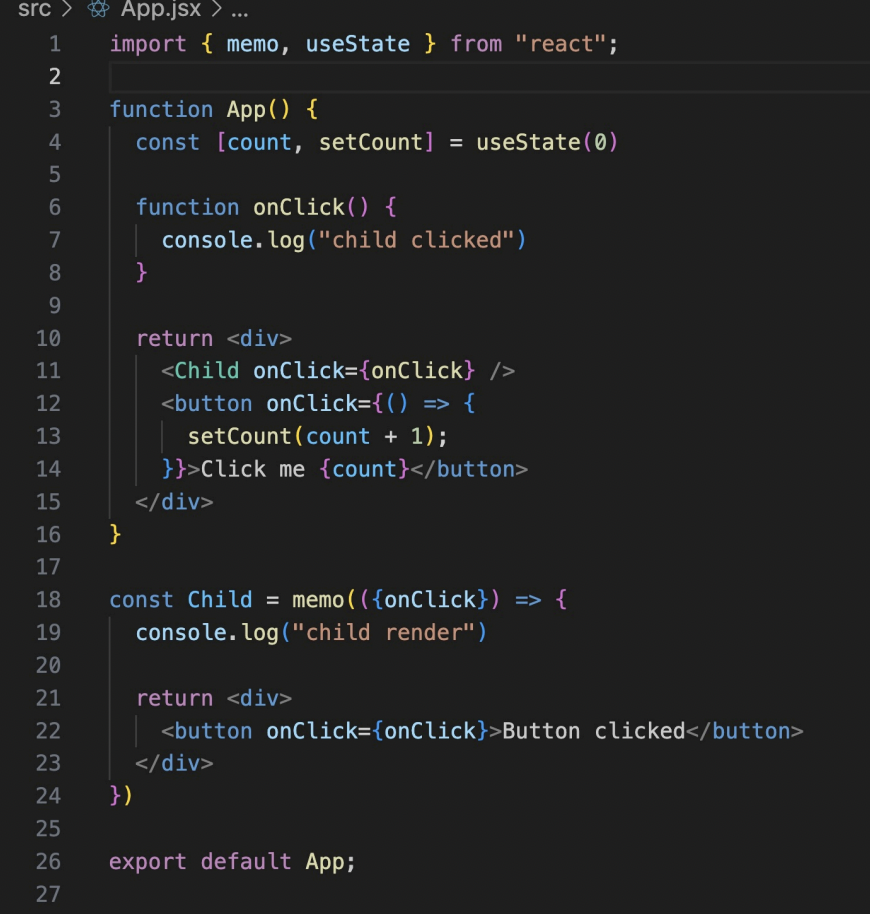 src > App.jsx > ...
1 import { memo, useState } from "react";
2
3 function App() {
4   const [count, setCount] = useState(0)
5
6   function onClick() {
7     console.log("child clicked")
8   }
9
10   return <div>
11     <Child onClick={onClick} />
12     <button onClick={() => {
13       setCount(count + 1);
14     }}>Click me {count}</button>
15   </div>
16 }
17
18 const Child = memo(({onClick}) => {
19   console.log("child render")
20
21   return <div>
22     <button onClick={onClick}>Button clicked</button>
23   </div>
24 })
25
26 export default App;
27